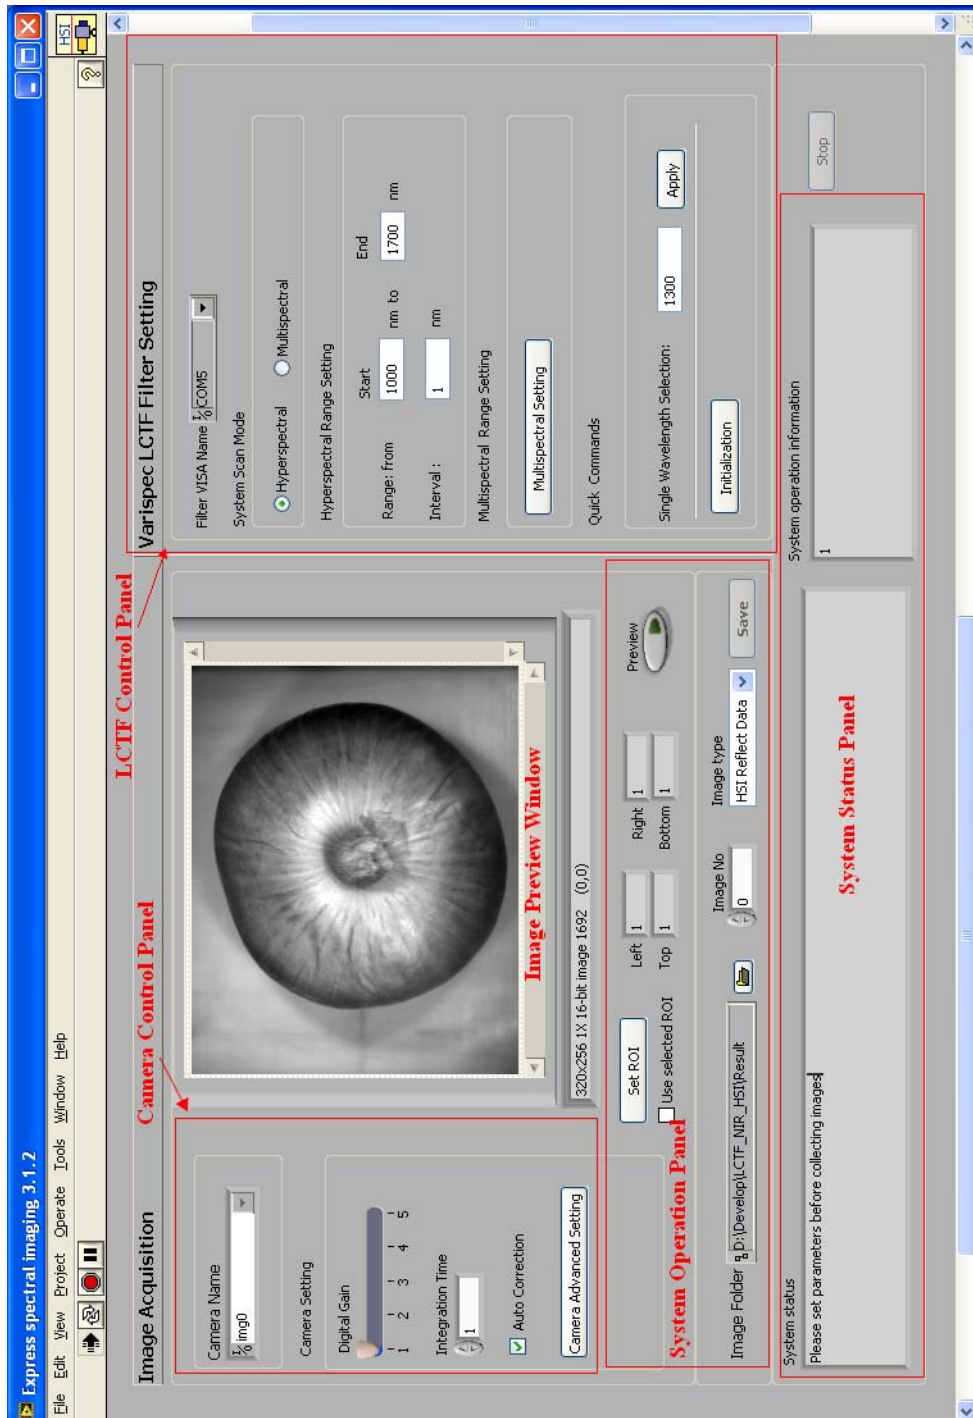 Express spectral imaging 3.1.2
File Edit View Project Operate Tools Window Help
HSI
?
LCTF Control Panel
Camera Control Panel
Image Acquisition
Camera Name
img0
Camera Setting
Digital Gain
1 2 3 4 5
Integration Time
1
Auto Correction
Camera Advanced Setting
Image Preview Window
320x256 1X 16-bit image 1692 (0,0)
Varispec LCTF Filter Setting
Filter VISA Name COM5
System Scan Mode
Hyperspectral Multispectral
Hyperspectral Range Setting
Start End
Range: from 1000 nm to 1700 nm
Interval : 1 nm
Multispectral Range Setting
Multispectral Setting
Quick Commands
Single Wavelength Selection: 1300 Apply
Initialization
System Operation Panel
Set ROI
Use selected ROI
Left 1 Right 1
Top 1 Bottom 1
Preview
Image Folder D:\Develop\LCTF_NIR_HSI\Result
Image No
0
Image type
HSI Reflect Data
Save
System status
Please set parameters before collecting images
System Status Panel
System operation information
1
Stop